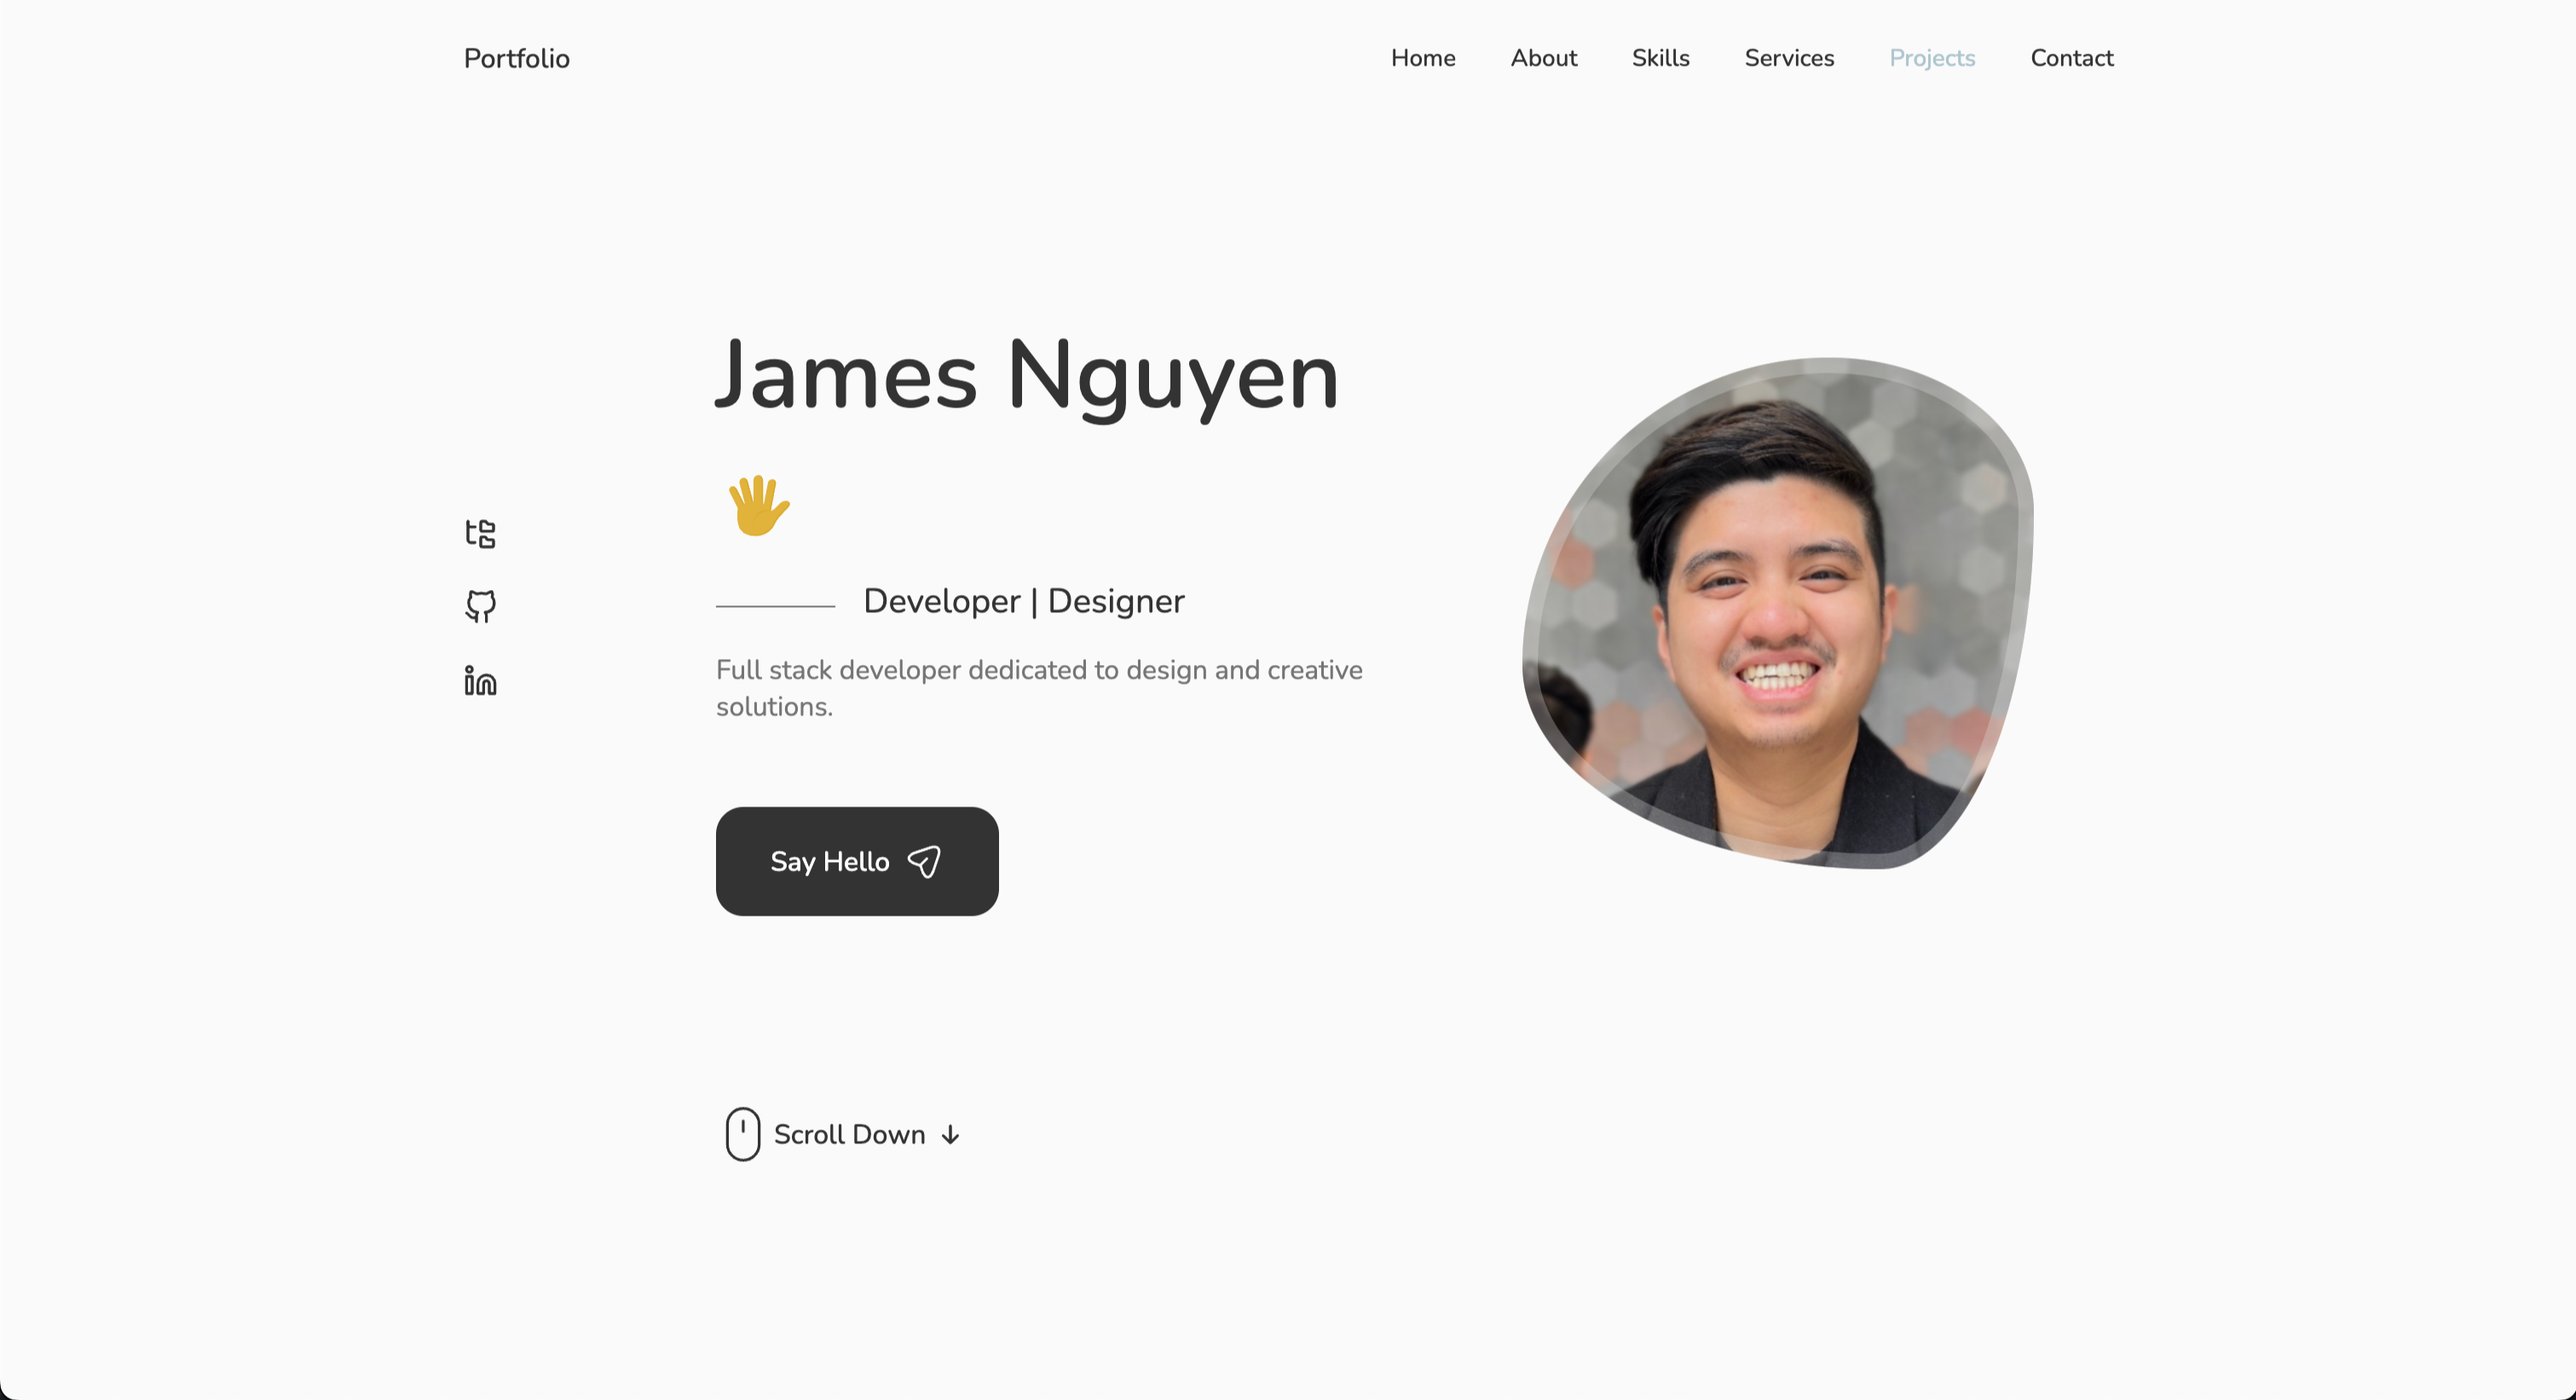 Portfolio
Home About Skills Services Projects Contact
James Nguyen
Developer | Designer
Full stack developer dedicated to design and creative
solutions.
Say Hello
Scroll Down